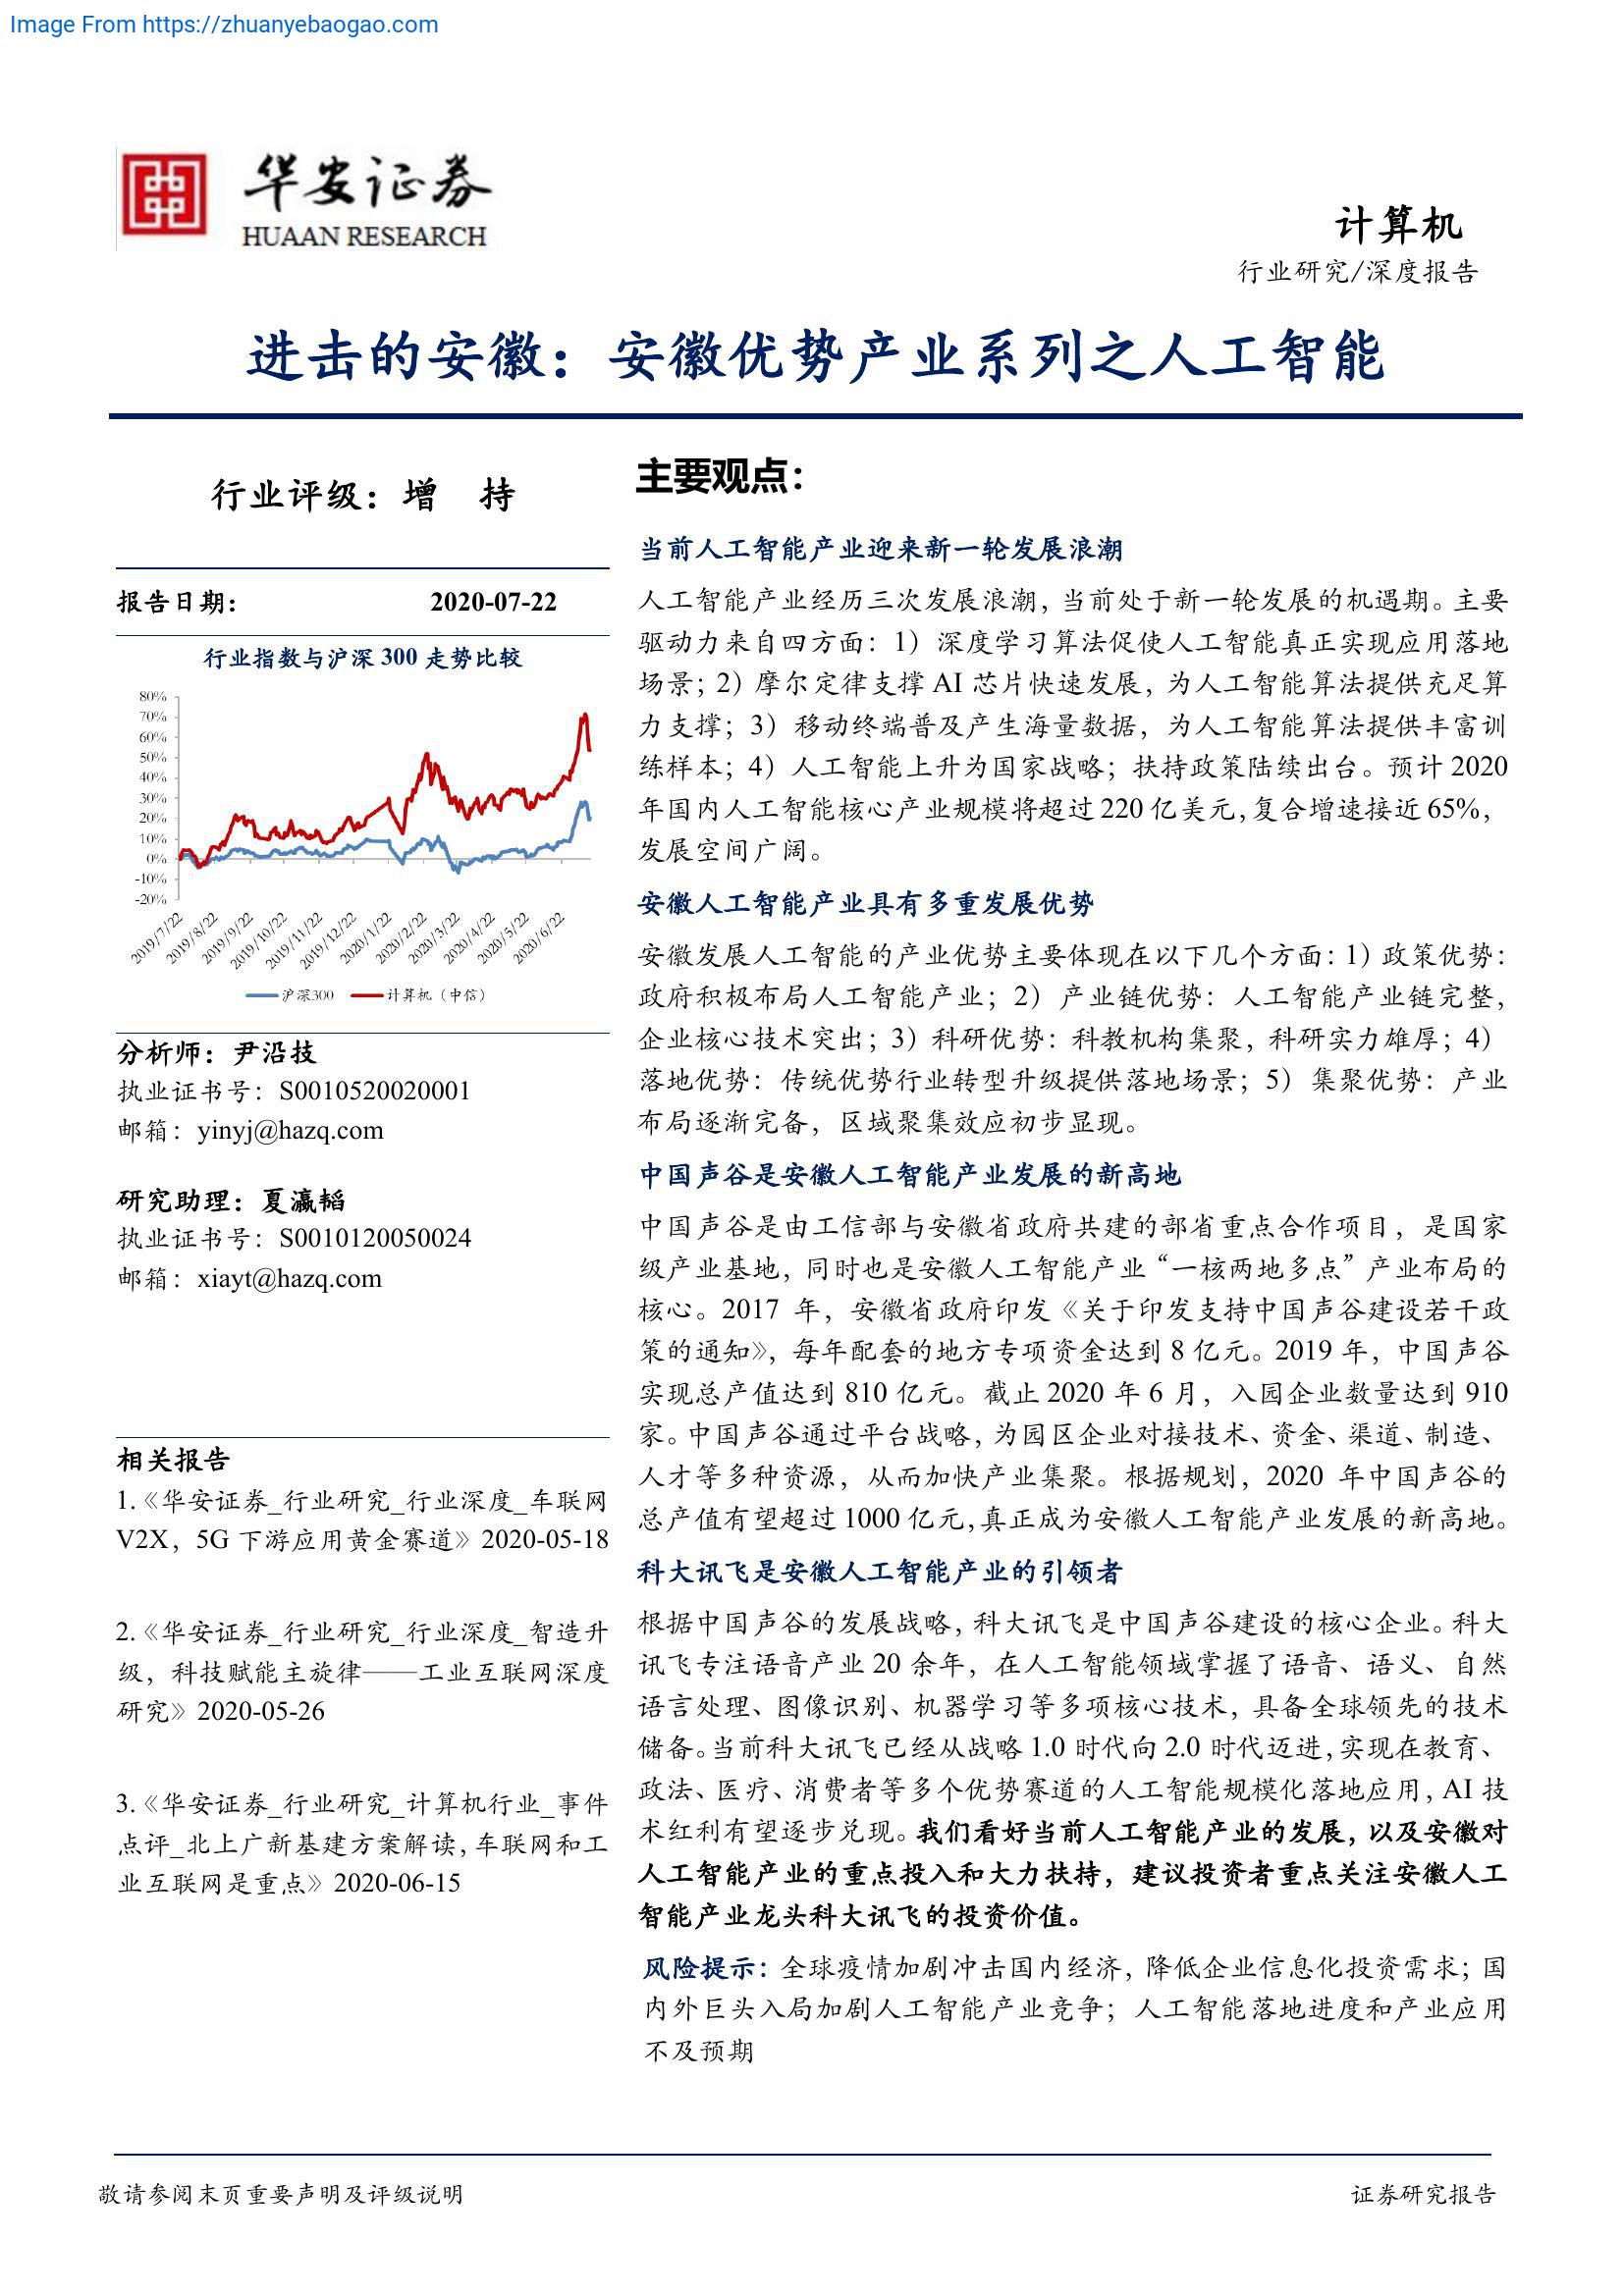 Image From https://zhuanyebaogao.com
华安证券
HUAAN RESEARCH
计算机
行业研究/深度报告
进击的安徽：安徽优势产业系列之人工智能
行业评级：增 持
报告日期： 2020-07-22
行业指数与沪深 300 走势比较
80%
70%
60%
50%
40%
30%
20%
10%
0%
-10%
-20%
2019/7/22
2019/8/22
2019/9/22
2019/10/22
2019/11/22
2019/12/22
2020/1/22
2020/2/22
2020/3/22
2020/4/22
2020/5/22
2020/6/22
沪深300 计算机（中信）
分析师：尹沿技
执业证书号：S0010520020001
邮箱：yinyj@hazq.com
研究助理：夏瀛韬
执业证书号：S0010120050024
邮箱：xiayt@hazq.com
相关报告
1.《华安证券_行业研究_行业深度_车联网
V2X，5G 下游应用黄金赛道》2020-05-18
2.《华安证券_行业研究_行业深度_智造升
级，科技赋能主旋律——工业互联网深度
研究》2020-05-26
3.《华安证券_行业研究_计算机行业_事件
点评_北上广新基建方案解读，车联网和工
业互联网是重点》2020-06-15
主要观点：
当前人工智能产业迎来新一轮发展浪潮
人工智能产业经历三次发展浪潮，当前处于新一轮发展的机遇期。主要
驱动力来自四方面：1）深度学习算法促使人工智能真正实现应用落地
场景；2）摩尔定律支撑 AI 芯片快速发展，为人工智能算法提供充足算
力支撑；3）移动终端普及产生海量数据，为人工智能算法提供丰富训
练样本；4）人工智能上升为国家战略；扶持政策陆续出台。预计 2020
年国内人工智能核心产业规模将超过 220 亿美元，复合增速接近 65%，
发展空间广阔。
安徽人工智能产业具有多重发展优势
安徽发展人工智能的产业优势主要体现在以下几个方面：1）政策优势：
政府积极布局人工智能产业；2）产业链优势：人工智能产业链完整，
企业核心技术突出；3）科研优势：科教机构集聚，科研实力雄厚；4）
落地优势：传统优势行业转型升级提供落地场景；5）集聚优势：产业
布局逐渐完备，区域聚集效应初步显现。
中国声谷是安徽人工智能产业发展的新高地
中国声谷是由工信部与安徽省政府共建的部省重点合作项目，是国家
级产业基地，同时也是安徽人工智能产业“一核两地多点”产业布局的
核心。2017 年，安徽省政府印发《关于印发支持中国声谷建设若干政
策的通知》，每年配套的地方专项资金达到 8 亿元。2019 年，中国声谷
实现总产值达到 810 亿元。截止 2020 年 6 月，入园企业数量达到 910
家。中国声谷通过平台战略，为园区企业对接技术、资金、渠道、制造、
人才等多种资源，从而加快产业集聚。根据规划，2020 年中国声谷的
总产值有望超过 1000 亿元，真正成为安徽人工智能产业发展的新高地。
科大讯飞是安徽人工智能产业的引领者
根据中国声谷的发展战略，科大讯飞是中国声谷建设的核心企业。科大
讯飞专注语音产业 20 余年，在人工智能领域掌握了语音、语义、自然
语言处理、图像识别、机器学习等多项核心技术，具备全球领先的技术
储备。当前科大讯飞已经从战略 1.0 时代向 2.0 时代迈进，实现在教育、
政法、医疗、消费者等多个优势赛道的人工智能规模化落地应用，AI 技
术红利有望逐步兑现。我们看好当前人工智能产业的发展，以及安徽对
人工智能产业的重点投入和大力扶持，建议投资者重点关注安徽人工
智能产业龙头科大讯飞的投资价值。
风险提示：全球疫情加剧冲击国内经济，降低企业信息化投资需求；国
内外巨头入局加剧人工智能产业竞争；人工智能落地进度和产业应用
不及预期
敬请参阅末页重要声明及评级说明 证券研究报告